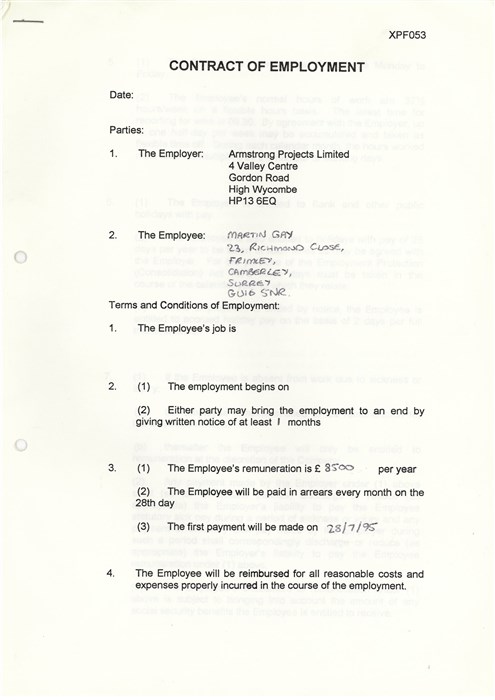 XPF053
CONTRACT OF EMPLOYMENT
Date:
Parties:
1. The Employer: Armstrong Projects Limited
4 Valley Centre
Gordon Road
High Wycombe
HP13 6EQ
2. The Employee: MARTIN GAY
23, RICHMOND CLOSE,
FRIMLEY,
CAMBERLEY,
SURREY
GU16 5NR.
Terms and Conditions of Employment:
1. The Employee's job is
2. (1) The employment begins on
(2) Either party may bring the employment to an end by
giving written notice of at least 1 months
3. (1) The Employee's remuneration is £ 8500 per year
(2) The Employee will be paid in arrears every month on the
28th day
(3) The first payment will be made on 28/7/95
4. The Employee will be reimbursed for all reasonable costs and
expenses properly incurred in the course of the employment.